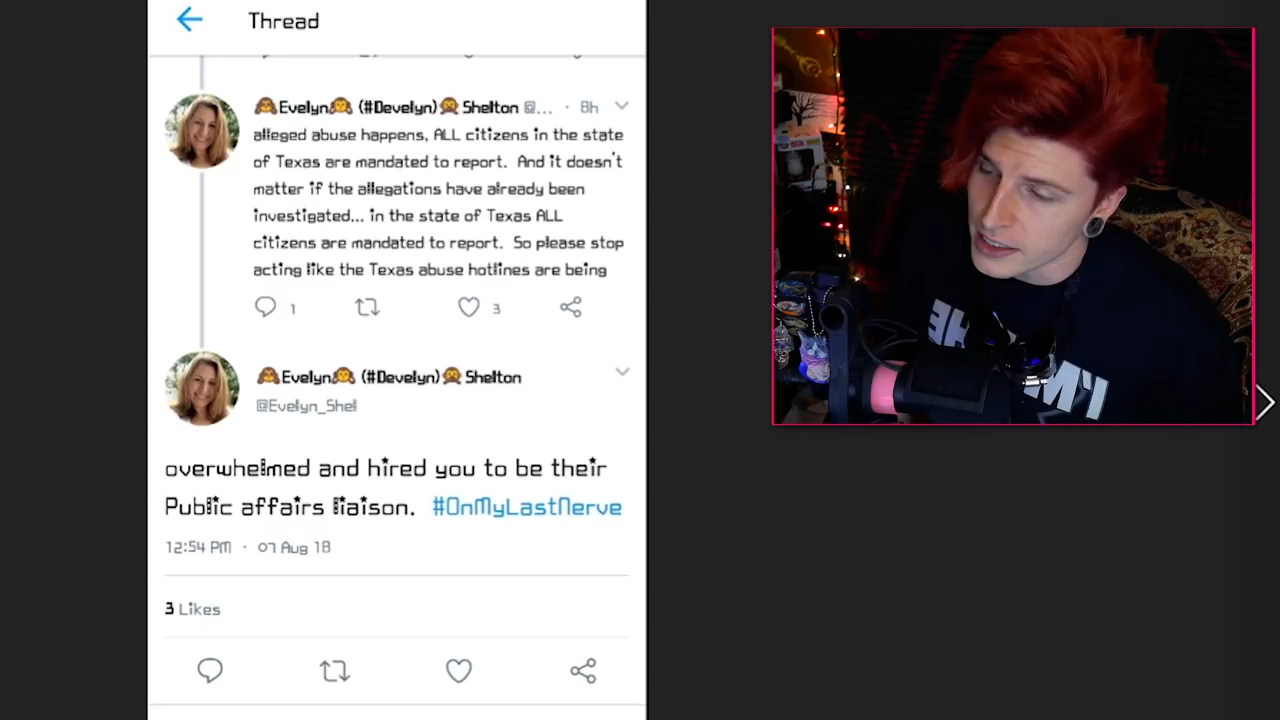 Thread
🙈Evelyn🙉 (#Develyn)🙊 Shelton @... · 8h
alleged abuse happens, ALL citizens in the state
of Texas are mandated to report. And it doesn't
matter if the allegations have already been
investigated... in the state of Texas ALL
citizens are mandated to report. So please stop
acting like the Texas abuse hotlines are being
1
3
🙈Evelyn🙉 (#Develyn)🙊 Shelton
@Evelyn_Shel
overwhelmed and hired you to be their
Public affairs liaison. #OnMyLastNerve
12:54 PM · 07 Aug 18
3 Likes
I'M